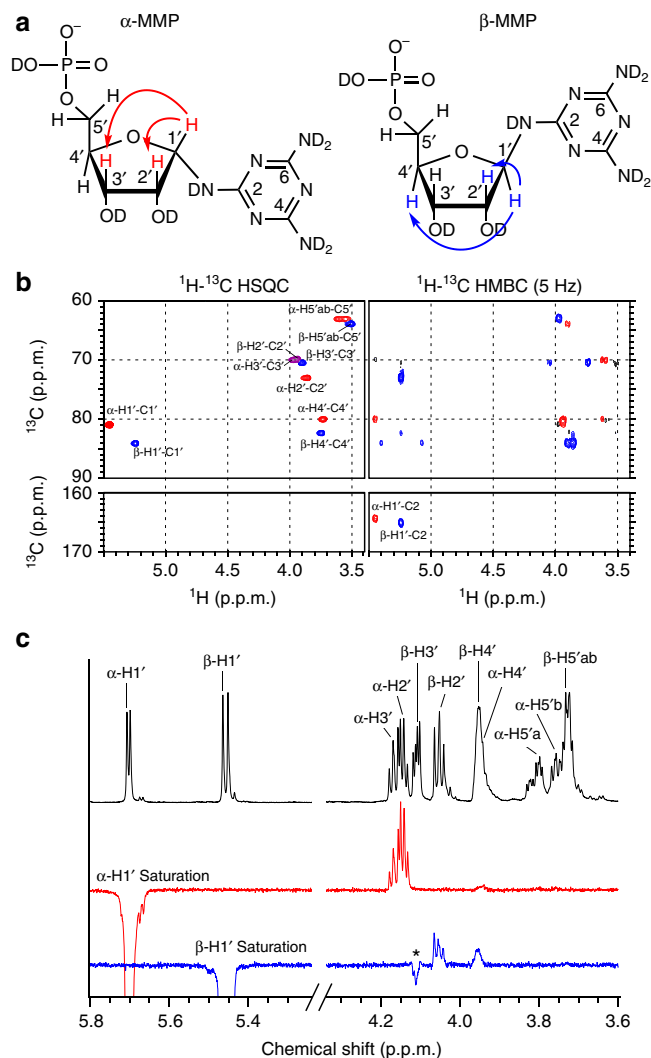 a
α-MMP
β-MMP
O⁻
DO
P
O
O
H
H
5′
H
O
1′
ND₂
4′
H
H
N
6
H
3′
2′
DN
2
N
OD
OD
N
4
ND₂
O⁻
DO
P
O
O
H
H
5′
O
1′
DN
2
N
6
ND₂
N
N
4
ND₂
4′
H
H
H
3′
2′
H
OD
OD
b
¹H-¹³C HSQC
¹H-¹³C HMBC (5 Hz)
60
70
80
90
¹³C (p.p.m.)
α-H5′ab-C5′
β-H5′ab-C5′
β-H2′-C2′
β-H3′-C3′
α-H3′-C3′
α-H2′-C2′
α-H1′-C1′
α-H4′-C4′
β-H1′-C1′
β-H4′-C4′
160
170
¹³C (p.p.m.)
α-H1′-C2
β-H1′-C2
5.0 4.5 4.0 3.5
5.0 4.5 4.0 3.5
¹H (p.p.m.)
¹H (p.p.m.)
c
α-H1′
β-H1′
α-H3′
α-H2′
β-H3′
β-H2′
β-H4′
α-H4′
α-H5′a
α-H5′b
β-H5′ab
α-H1′ Saturation
β-H1′ Saturation
*
5.8 5.6 5.4 4.2 4.0 3.8 3.6
Chemical shift (p.p.m.)